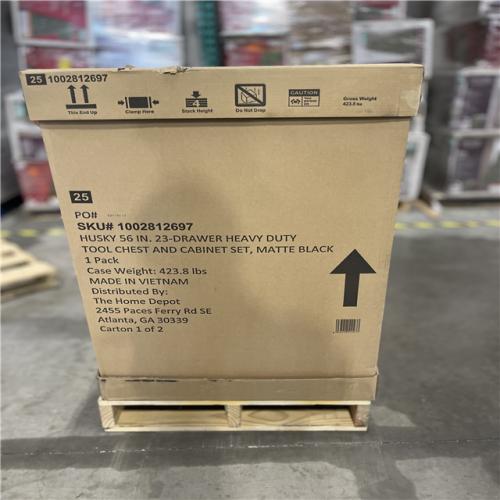 25 1002812697
This End Up
Clamp Here
Stack Height
4
Do Not Drop
CAUTION
Gross Weight
423.8 lbs
25
PO#
SKU# 1002812697
HUSKY 56 IN. 23-DRAWER HEAVY DUTY
TOOL CHEST AND CABINET SET, MATTE BLACK
1 Pack
Case Weight: 423.8 lbs
MADE IN VIETNAM
Distributed By:
The Home Depot
2455 Paces Ferry Rd SE
Atlanta, GA 30339
Carton 1 of 2